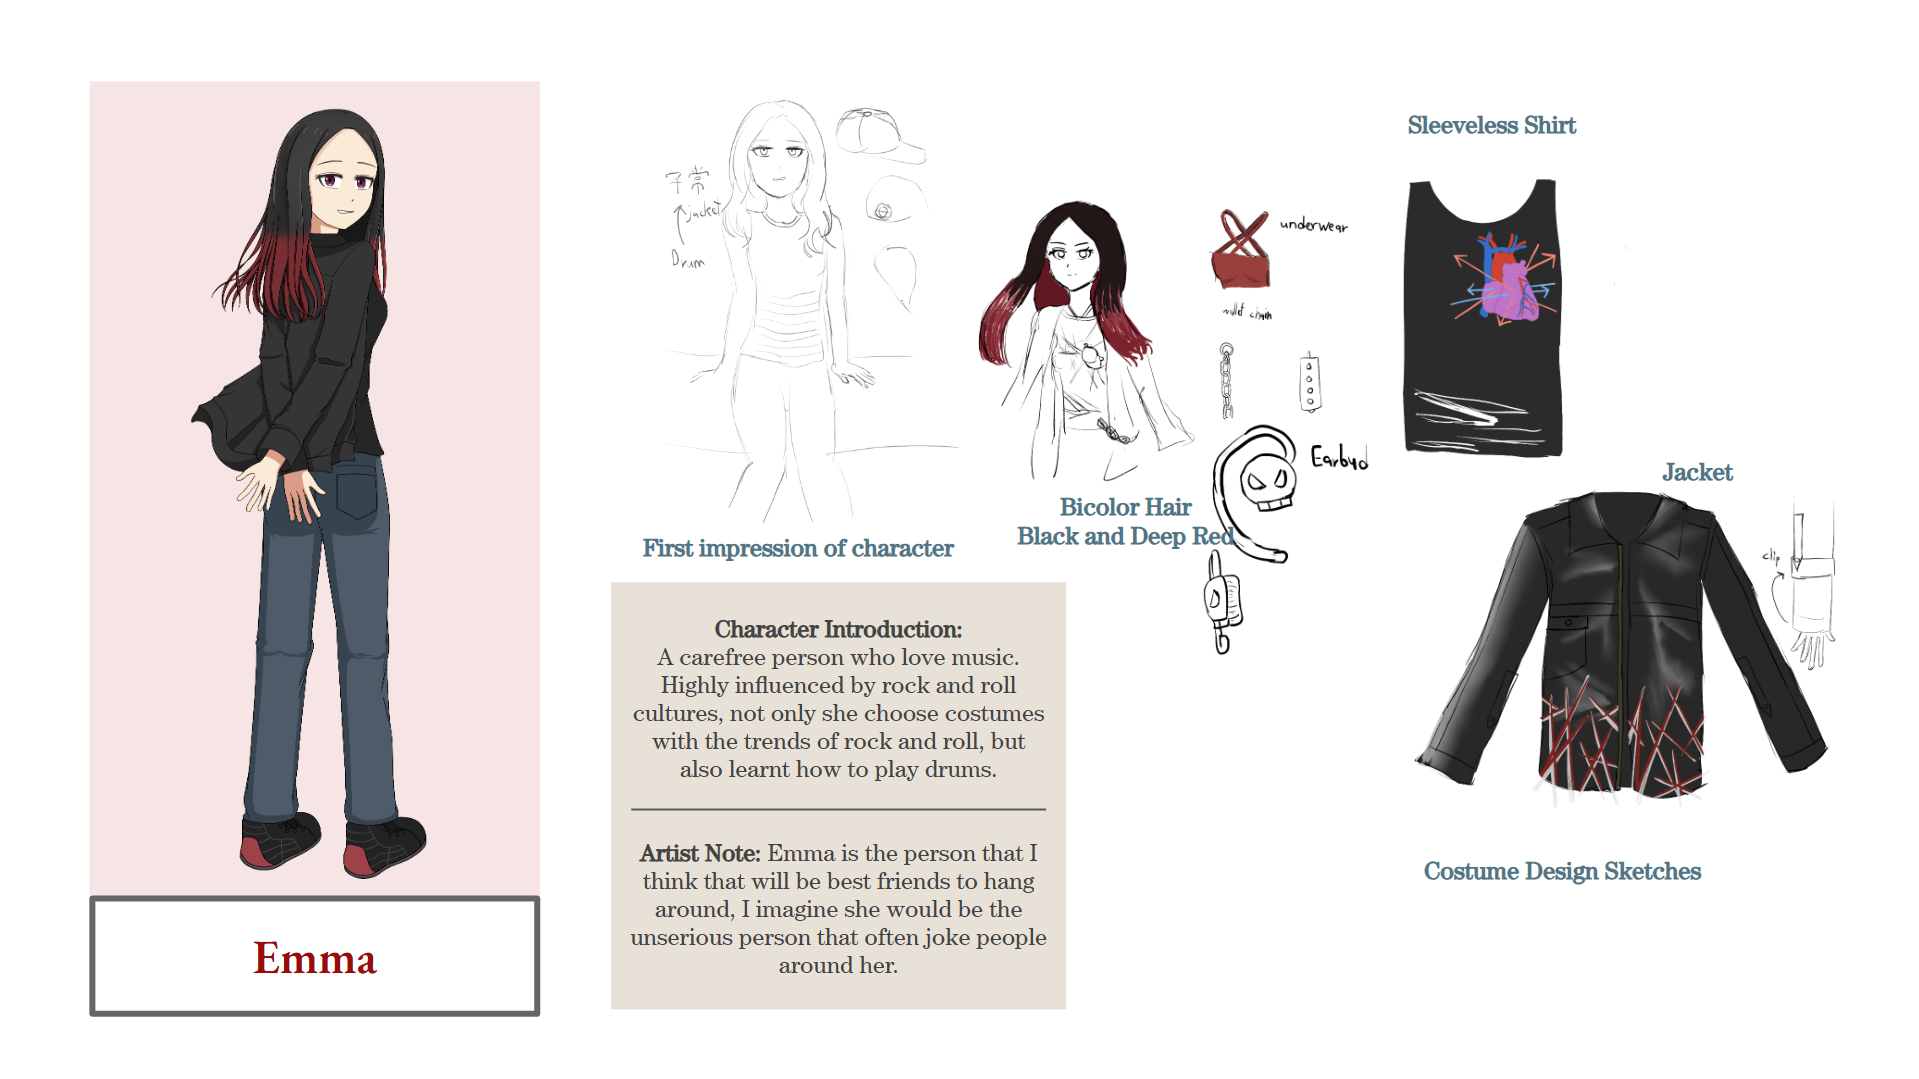 Emma
jacket
Drum
First impression of character
Bicolor Hair
Black and Deep Red
underwear
chain
Earbud
Sleeveless Shirt
Jacket
clip
Costume Design Sketches
Character Introduction:
A carefree person who love music.
Highly influenced by rock and roll
cultures, not only she choose costumes
with the trends of rock and roll, but
also learnt how to play drums.
Artist Note: Emma is the person that I
think that will be best friends to hang
around, I imagine she would be the
unserious person that often joke people
around her.